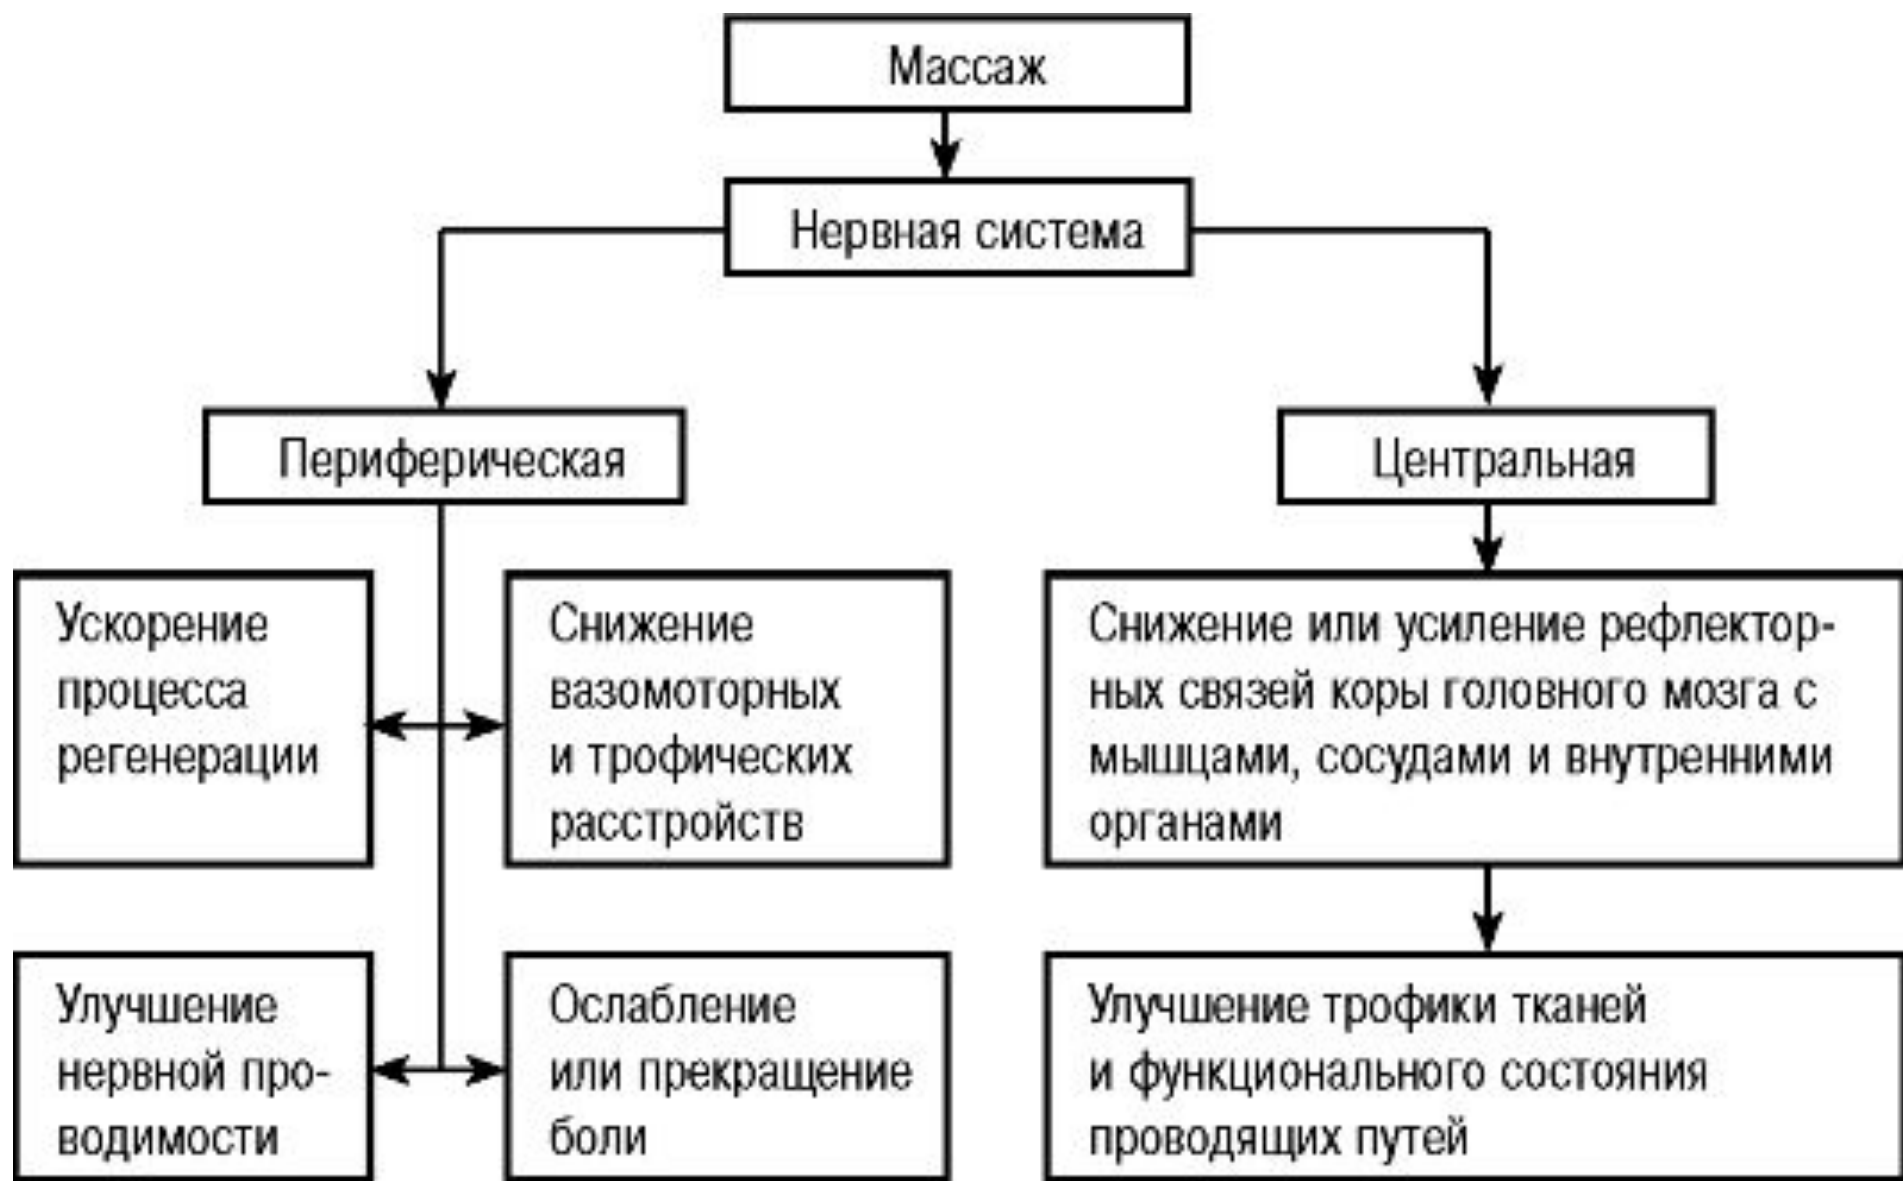 Массаж
Нервная система
Периферическая
Центральная
Ускорение
процесса
регенерации
Снижение
вазомоторных
и трофических
расстройств
Снижение или усиление рефлектор-
ных связей коры головного мозга с
мышцами, сосудами и внутренними
органами
Улучшение
нервной про-
водимости
Ослабление
или прекращение
боли
Улучшение трофики тканей
и функционального состояния
проводящих путей